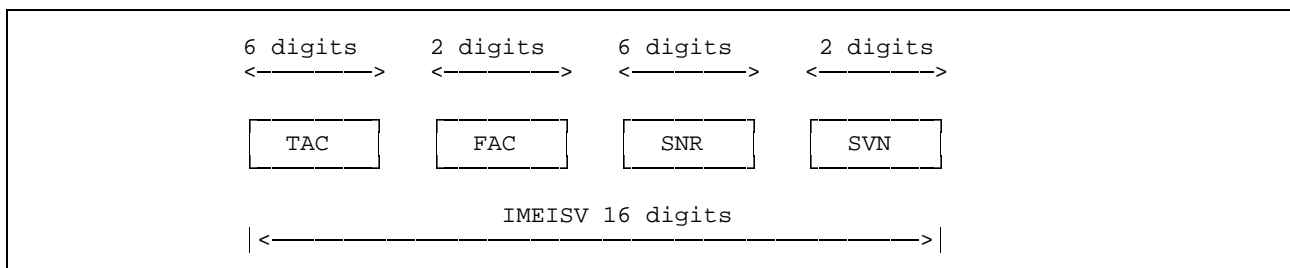 6 digits 2 digits 6 digits 2 digits
TAC FAC SNR SVN
IMEISV 16 digits